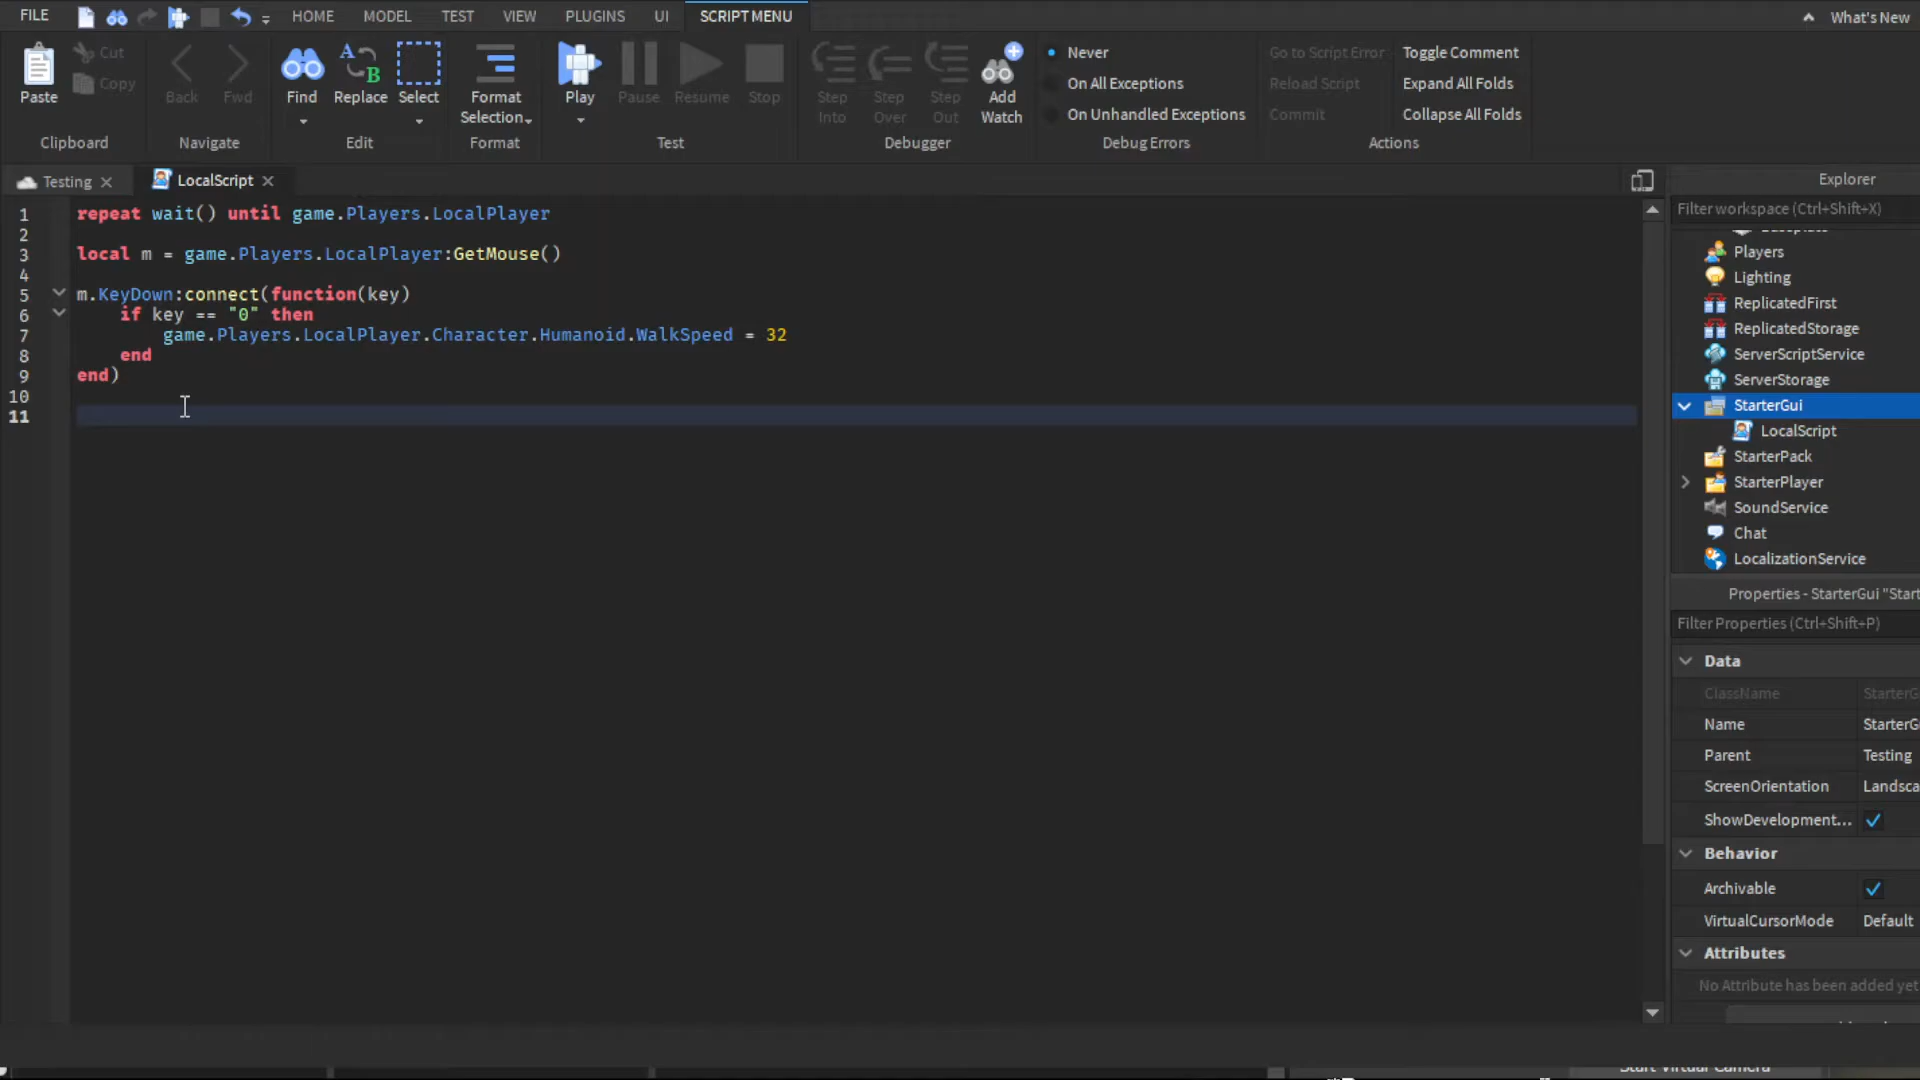 FILE
HOME
MODEL
TEST
VIEW
PLUGINS
UI
SCRIPT MENU
What's New
Paste
Cut
Copy
Clipboard
Back
Fwd
Navigate
Find
Replace
Select
Edit
Format
Selection
Format
Play
Pause
Resume
Stop
Test
Step
Into
Step
Over
Step
Out
Add
Watch
Debugger
Never
On All Exceptions
On Unhandled Exceptions
Debug Errors
Go to Script Error
Reload Script
Commit
Toggle Comment
Expand All Folds
Collapse All Folds
Actions
Testing
LocalScript
1 repeat wait() until game.Players.LocalPlayer
2
3 local m = game.Players.LocalPlayer:GetMouse()
4
5 m.KeyDown:connect(function(key)
6 if key == "0" then
7 game.Players.LocalPlayer.Character.Humanoid.WalkSpeed = 32
8 end
9 end)
10
11
Explorer
Filter workspace (Ctrl+Shift+X)
Players
Lighting
ReplicatedFirst
ReplicatedStorage
ServerScriptService
ServerStorage
StarterGui
LocalScript
StarterPack
StarterPlayer
SoundService
Chat
LocalizationService
Properties - StarterGui "Start
Filter Properties (Ctrl+Shift+P)
Data
ClassName StarterG
Name StarterG
Parent Testing
ScreenOrientation Landsca
ShowDevelopment...
Behavior
Archivable
VirtualCursorMode Default
Attributes
No Attribute has been added yet
Start Virtual Camera